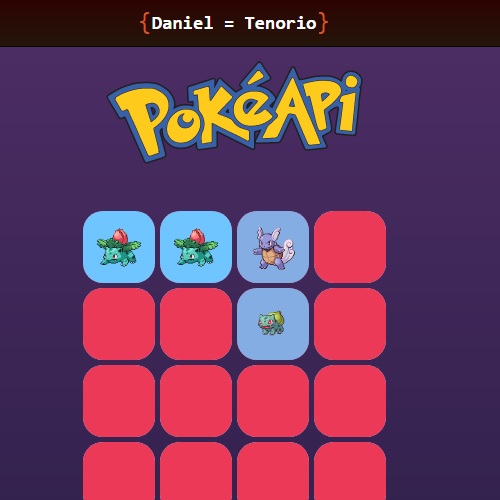 {Daniel = Tenorio}
PokéApi